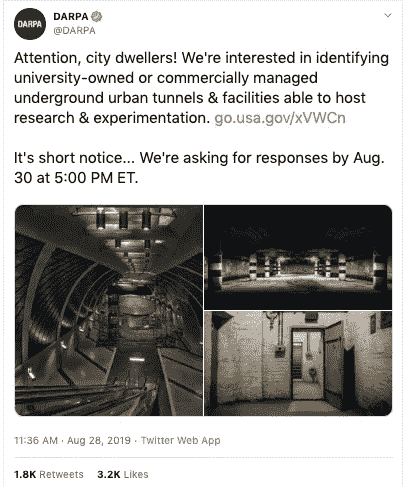 DARPA
DARPA
@DARPA
Attention, city dwellers! We're interested in identifying
university-owned or commercially managed
underground urban tunnels & facilities able to host
research & experimentation. go.usa.gov/xVWCn
It's short notice... We're asking for responses by Aug.
30 at 5:00 PM ET.
11:36 AM · Aug 28, 2019 · Twitter Web App
1.8K Retweets 3.2K Likes